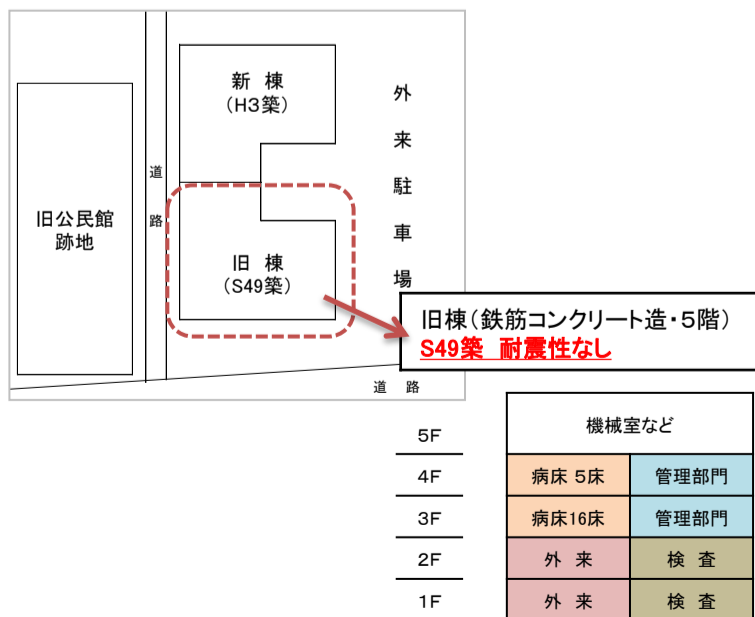 新 棟
(H3築)
外来駐車場
道路
旧公民館
跡地
旧 棟
(S49築)
旧棟(鉄筋コンクリート造・5階)
S49築 耐震性なし
道 路
5F 機械室など
4F 病床 5床 管理部門
3F 病床16床 管理部門
2F 外 来 検 査
1F 外 来 検 査